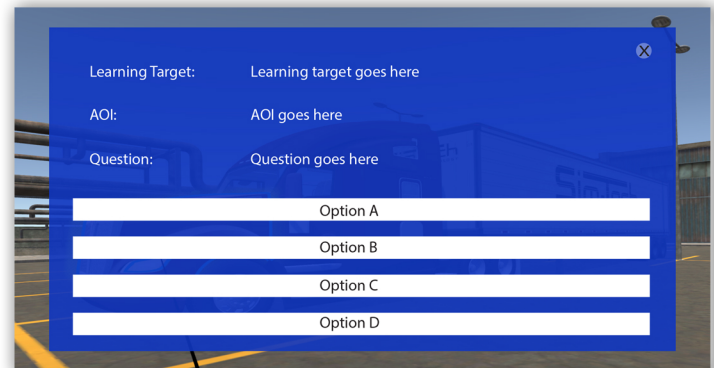 X
Learning Target: Learning target goes here
AOI: AOI goes here
Question: Question goes here
Option A
Option B
Option C
Option D